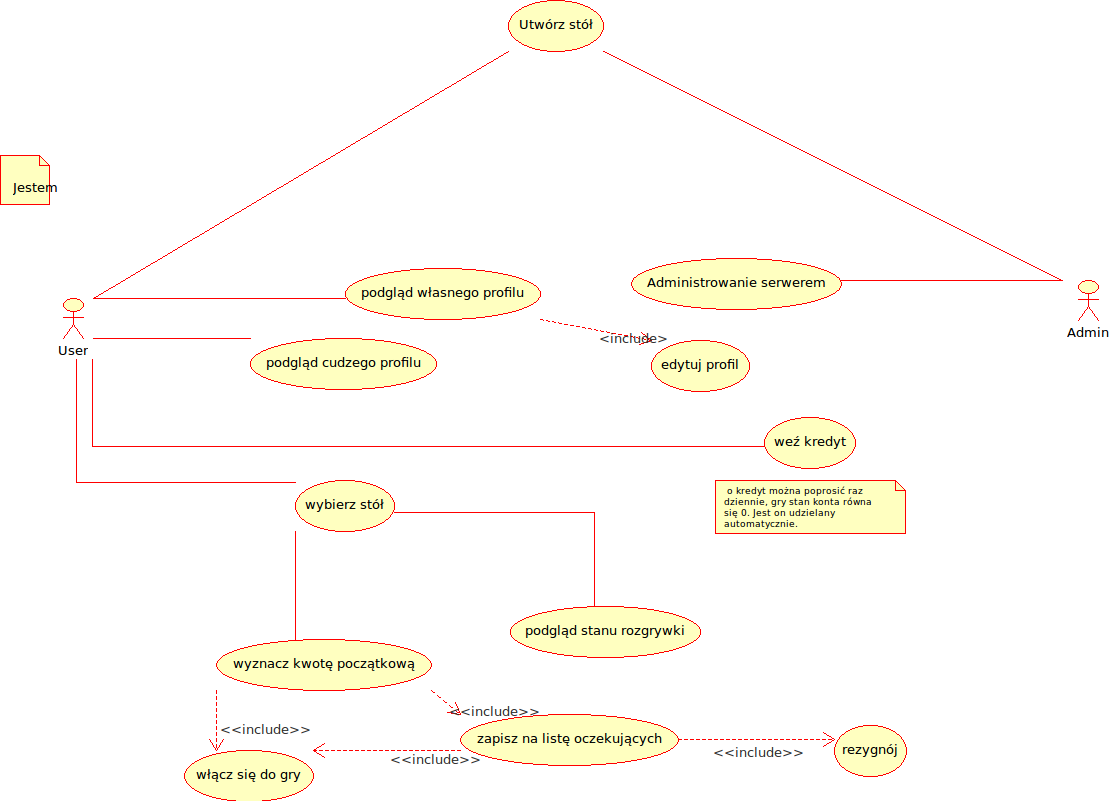 Utwórz stół
Jestem
podgląd własnego profilu
Administrowanie serwerem
User
Admin
<include>
podgląd cudzego profilu
edytuj profil
weź kredyt
o kredyt można poprosić raz
dziennie, gry stan konta równa
się 0. Jest on udzielany
automatycznie.
wybierz stół
podgląd stanu rozgrywki
wyznacz kwotę początkową
<<include>>
<<include>>
zapisz na listę oczekujących
<<include>>
<<include>>
rezygnój
włącz się do gry